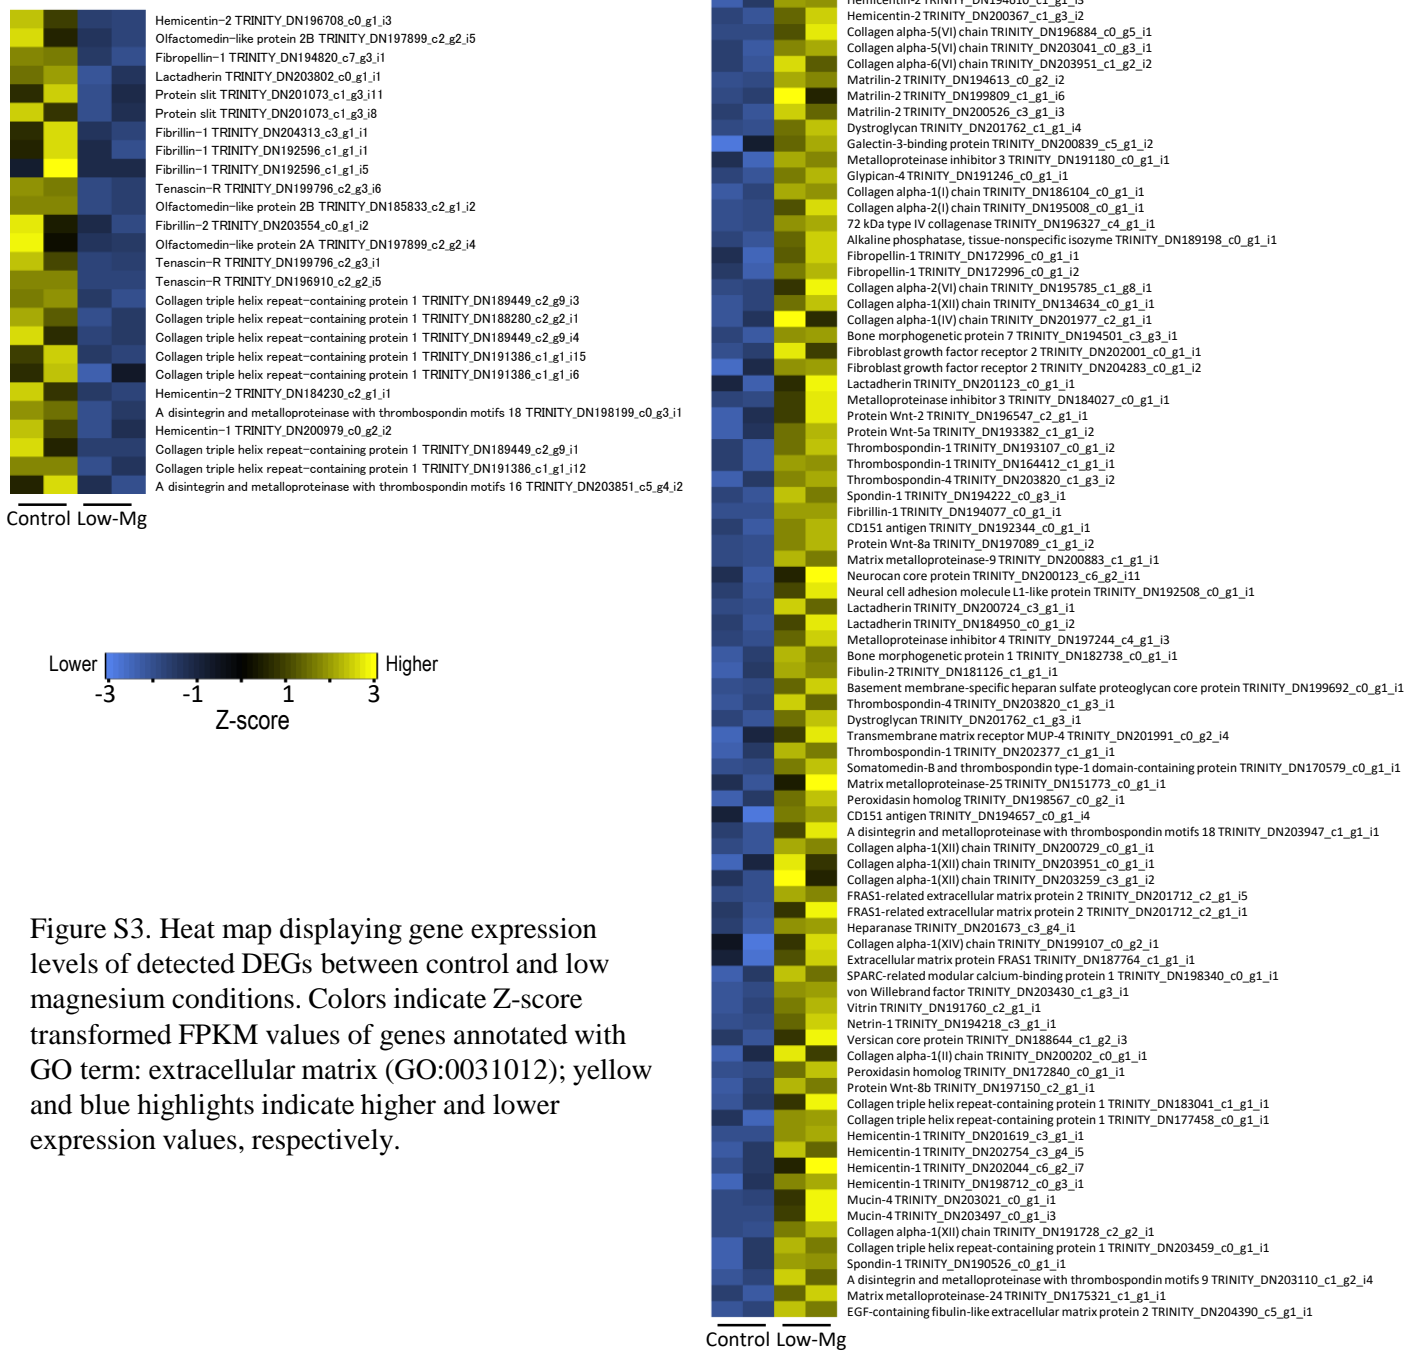 Hemicentin-2 TRINITY_DN196708_c0_g1_i3
Olfactomedin-like protein 2B TRINITY_DN197899_c2_g2_i5
Fibropellin-1 TRINITY_DN194820_c7_g3_i1
Lactadherin TRINITY_DN203802_c0_g1_i1
Protein slit TRINITY_DN201073_c1_g3_i11
Protein slit TRINITY_DN201073_c1_g3_i8
Fibrillin-1 TRINITY_DN204313_c3_g1_i1
Fibrillin-1 TRINITY_DN192596_c1_g1_i1
Fibrillin-1 TRINITY_DN192596_c1_g1_i5
Tenascin-R TRINITY_DN199796_c2_g3_i6
Olfactomedin-like protein 2B TRINITY_DN185833_c2_g1_i2
Fibrillin-2 TRINITY_DN203554_c0_g1_i2
Olfactomedin-like protein 2A TRINITY_DN197899_c2_g2_i4
Tenascin-R TRINITY_DN199796_c2_g3_i1
Tenascin-R TRINITY_DN196910_c2_g2_i5
Collagen triple helix repeat-containing protein 1 TRINITY_DN189449_c2_g9_i3
Collagen triple helix repeat-containing protein 1 TRINITY_DN188280_c2_g2_i1
Collagen triple helix repeat-containing protein 1 TRINITY_DN189449_c2_g9_i4
Collagen triple helix repeat-containing protein 1 TRINITY_DN191386_c1_g1_i15
Collagen triple helix repeat-containing protein 1 TRINITY_DN191386_c1_g1_i6
Hemicentin-2 TRINITY_DN184230_c2_g1_i1
A disintegrin and metalloproteinase with thrombospondin motifs 18 TRINITY_DN198199_c0_g3_i1
Hemicentin-1 TRINITY_DN200979_c0_g2_i2
Collagen triple helix repeat-containing protein 1 TRINITY_DN189449_c2_g9_i1
Collagen triple helix repeat-containing protein 1 TRINITY_DN191386_c1_g1_i12
A disintegrin and metalloproteinase with thrombospondin motifs 16 TRINITY_DN203851_c5_g4_i2
Control Low-Mg
Lower Higher
-3 -1 1 3
Z-score
Figure S3. Heat map displaying gene expression
levels of detected DEGs between control and low
magnesium conditions. Colors indicate Z-score
transformed FPKM values of genes annotated with
GO term: extracellular matrix (GO:0031012); yellow
and blue highlights indicate higher and lower
expression values, respectively.
Hemicentin-2 TRINITY_DN194610_c1_g1_i3
Hemicentin-2 TRINITY_DN200367_c1_g3_i2
Collagen alpha-5(VI) chain TRINITY_DN196884_g0_g5_i1
Collagen alpha-5(VI) chain TRINITY_DN203041_c0_g3_i1
Collagen alpha-6(VI) chain TRINITY_DN203951_c1_g2_i2
Matrilin-2 TRINITY_DN194613_c0_g2_i2
Matrilin-2 TRINITY_DN199809_c1_g1_i6
Matrilin-2 TRINITY_DN200526_c3_g1_i3
Dystroglycan TRINITY_DN201762_c1_g1_i4
Galectin-3-binding protein TRINITY_DN200839_c5_g1_i2
Metalloproteinase inhibitor 3 TRINITY_DN191180_c0_g1_i1
Glypican-4 TRINITY_DN191246_c0_g1_i1
Collagen alpha-1(I) chain TRINITY_DN186104_c0_g1_i1
Collagen alpha-2(I) chain TRINITY_DN195008_c0_g1_i1
72 kDa type IV collagenase TRINITY_DN196327_c4_g1_i1
Alkaline phosphatase, tissue-nonspecific isozyme TRINITY_DN189198_c0_g1_i1
Fibropellin-1 TRINITY_DN172996_c0_g1_i1
Fibropellin-1 TRINITY_DN172996_c0_g1_i2
Collagen alpha-2(VI) chain TRINITY_DN195785_c1_g8_i1
Collagen alpha-1(XII) chain TRINITY_DN134634_c0_g1_i1
Collagen alpha-1(IV) chain TRINITY_DN201977_c2_g1_i1
Bone morphogenetic protein 7 TRINITY_DN194501_c3_g3_i1
Fibroblast growth factor receptor 2 TRINITY_DN202001_c0_g1_i1
Fibroblast growth factor receptor 2 TRINITY_DN204283_c0_g1_i2
Lactadherin TRINITY_DN201123_c0_g1_i1
Metalloproteinase inhibitor 3 TRINITY_DN184027_c0_g1_i1
Protein Wnt-2 TRINITY_DN196547_c2_g1_i1
Protein Wnt-5a TRINITY_DN193382_c1_g1_i2
Thrombospondin-1 TRINITY_DN193107_c0_g1_i2
Thrombospondin-1 TRINITY_DN164412_c1_g1_i1
Thrombospondin-4 TRINITY_DN203820_c1_g3_i2
Spondin-1 TRINITY_DN194222_c0_g3_i1
Fibrillin-1 TRINITY_DN194077_c0_g1_i1
CD151 antigen TRINITY_DN192344_c0_g1_i1
Protein Wnt-8a TRINITY_DN197089_c1_g1_i2
Matrix metalloproteinase-9 TRINITY_DN200883_c1_g1_i1
Neurocan core protein TRINITY_DN200123_c6_g2_i11
Neural cell adhesion molecule L1-like protein TRINITY_DN192508_c0_g1_i1
Lactadherin TRINITY_DN200724_c3_g1_i1
Lactadherin TRINITY_DN184950_c0_g1_i2
Metalloproteinase inhibitor 4 TRINITY_DN197244_c4_g1_i3
Bone morphogenetic protein 1 TRINITY_DN182738_c0_g1_i1
Fibulin-2 TRINITY_DN181126_c1_g1_i1
Basement membrane-specific heparan sulfate proteoglycan core protein TRINITY_DN199692_c0_g1_i1
Thrombospondin-4 TRINITY_DN203820_c1_g3_i1
Dystroglycan TRINITY_DN201762_c1_g3_i1
Transmembrane matrix receptor MUP-4 TRINITY_DN201991_c0_g2_i4
Thrombospondin-1 TRINITY_DN202377_c1_g1_i1
Somatomedin-B and thrombospondin type-1 domain-containing protein TRINITY_DN170579_c0_g1_i1
Matrix metalloproteinase-25 TRINITY_DN151773_c0_g1_i1
Peroxidasin homolog TRINITY_DN198567_c0_g2_i1
CD151 antigen TRINITY_DN194657_c0_g1_i4
A disintegrin and metalloproteinase with thrombospondin motifs 18 TRINITY_DN203947_c1_g1_i1
Collagen alpha-1(XII) chain TRINITY_DN200729_c0_g1_i1
Collagen alpha-1(XII) chain TRINITY_DN203951_c0_g1_i1
Collagen alpha-1(XII) chain TRINITY_DN203259_c3_g1_i2
FRAS1-related extracellular matrix protein 2 TRINITY_DN201712_c2_g1_i5
FRAS1-related extracellular matrix protein 2 TRINITY_DN201712_c2_g1_i1
Heparanase TRINITY_DN201673_c3_g4_i1
Collagen alpha-1(XIV) chain TRINITY_DN199107_c0_g2_i1
Extracellular matrix protein FRAS1 TRINITY_DN187764_c1_g1_i1
SPARC-related modular calcium-binding protein 1 TRINITY_DN198340_c0_g1_i1
von Willebrand factor TRINITY_DN203430_c1_g3_i1
Vitrin TRINITY_DN191760_c2_g1_i1
Netrin-1 TRINITY_DN194218_c3_g1_i1
Versican core protein TRINITY_DN188644_c1_g2_i3
Collagen alpha-1(II) chain TRINITY_DN200202_c0_g1_i1
Peroxidasin homolog TRINITY_DN172840_c0_g1_i1
Protein Wnt-8b TRINITY_DN197150_c2_g1_i1
Collagen triple helix repeat-containing protein 1 TRINITY_DN183041_c1_g1_i1
Collagen triple helix repeat-containing protein 1 TRINITY_DN177458_c0_g1_i1
Hemicentin-1 TRINITY_DN201619_c3_g1_i1
Hemicentin-1 TRINITY_DN202754_c3_g4_i5
Hemicentin-1 TRINITY_DN202044_c6_g2_i7
Hemicentin-1 TRINITY_DN198712_c0_g3_i1
Mucin-4 TRINITY_DN203021_c0_g1_i1
Mucin-4 TRINITY_DN203497_c0_g1_i3
Collagen alpha-1(XII) chain TRINITY_DN191728_c2_g2_i1
Collagen triple helix repeat-containing protein 1 TRINITY_DN203459_c0_g1_i1
Spondin-1 TRINITY_DN190526_c0_g1_i1
A disintegrin and metalloproteinase with thrombospondin motifs 9 TRINITY_DN203110_c1_g2_i4
Matrix metalloproteinase-24 TRINITY_DN175321_c1_g1_i1
EGF-containing fibulin-like extracellular matrix protein 2 TRINITY_DN204390_c5_g1_i1
Control Low-Mg